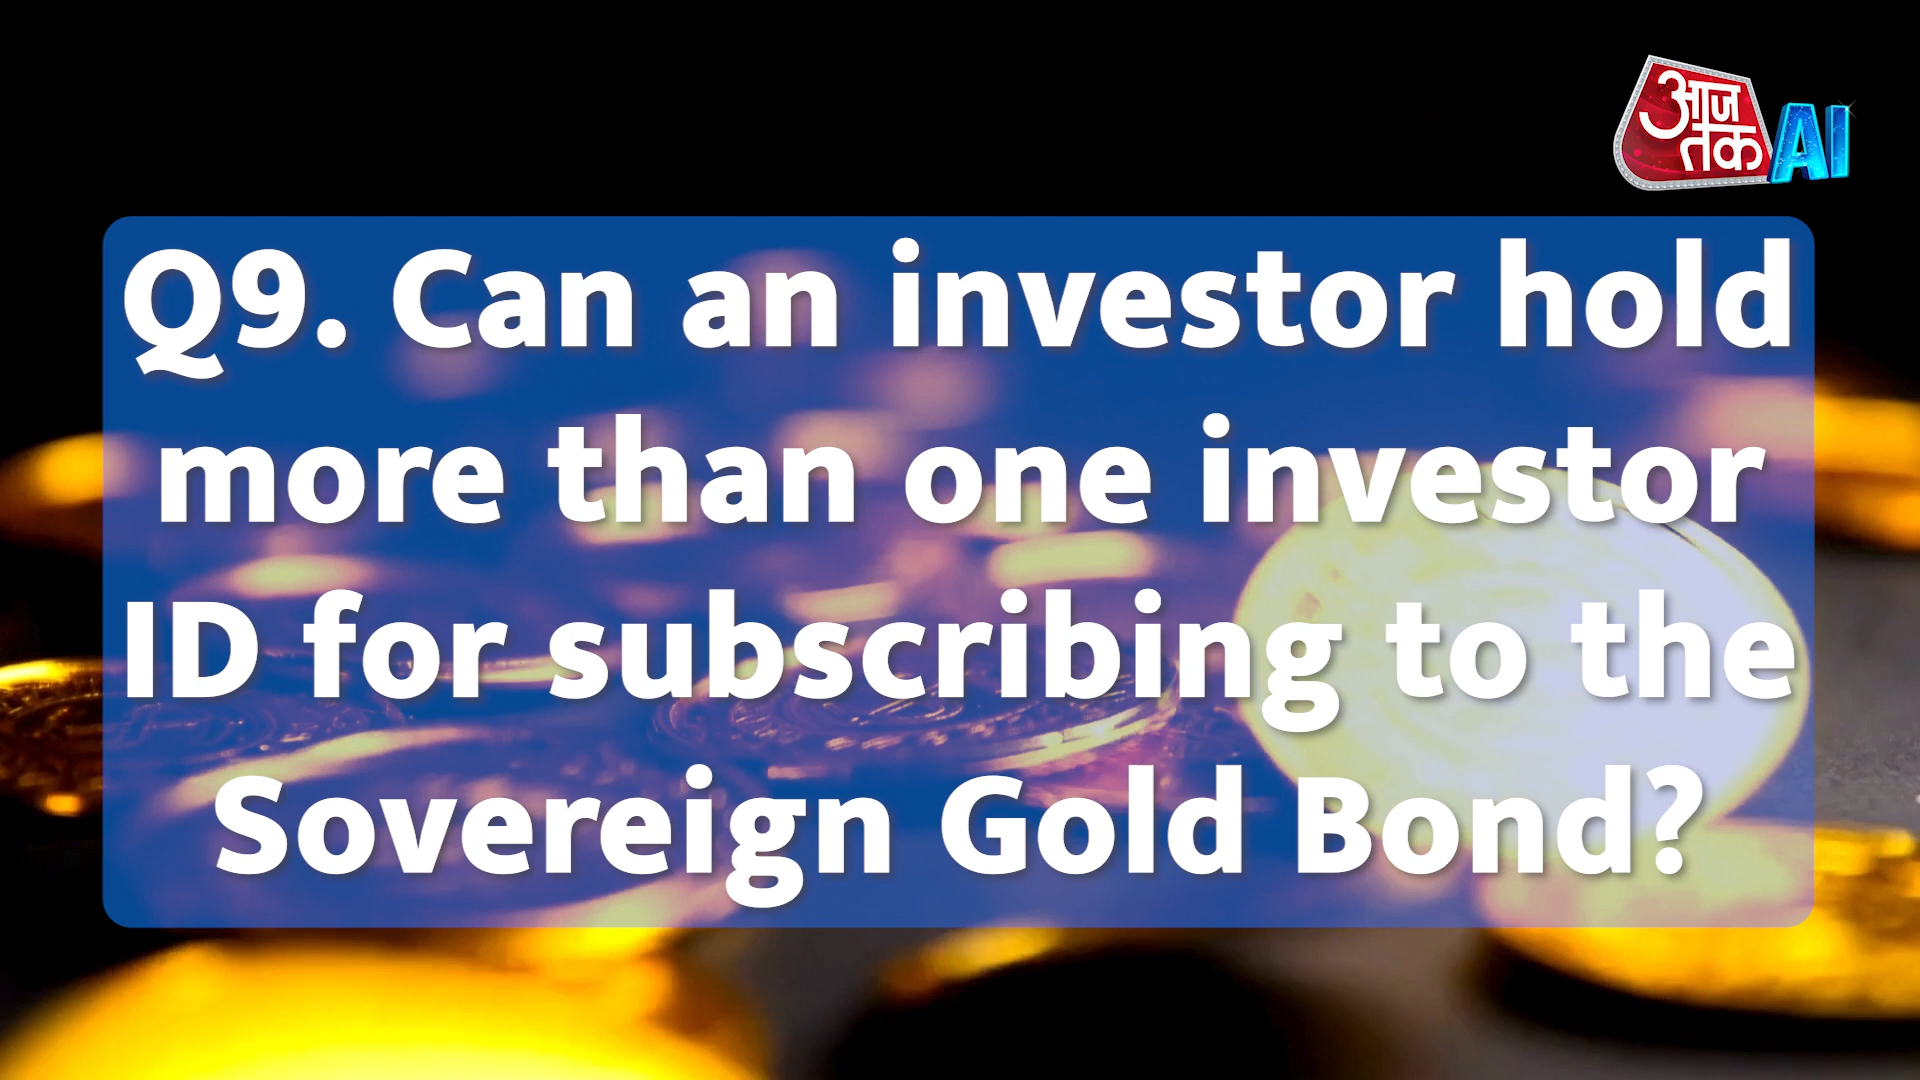 आज
तक
AI
Q9. Can an investor hold
more than one investor
ID for subscribing to the
Sovereign Gold Bond?